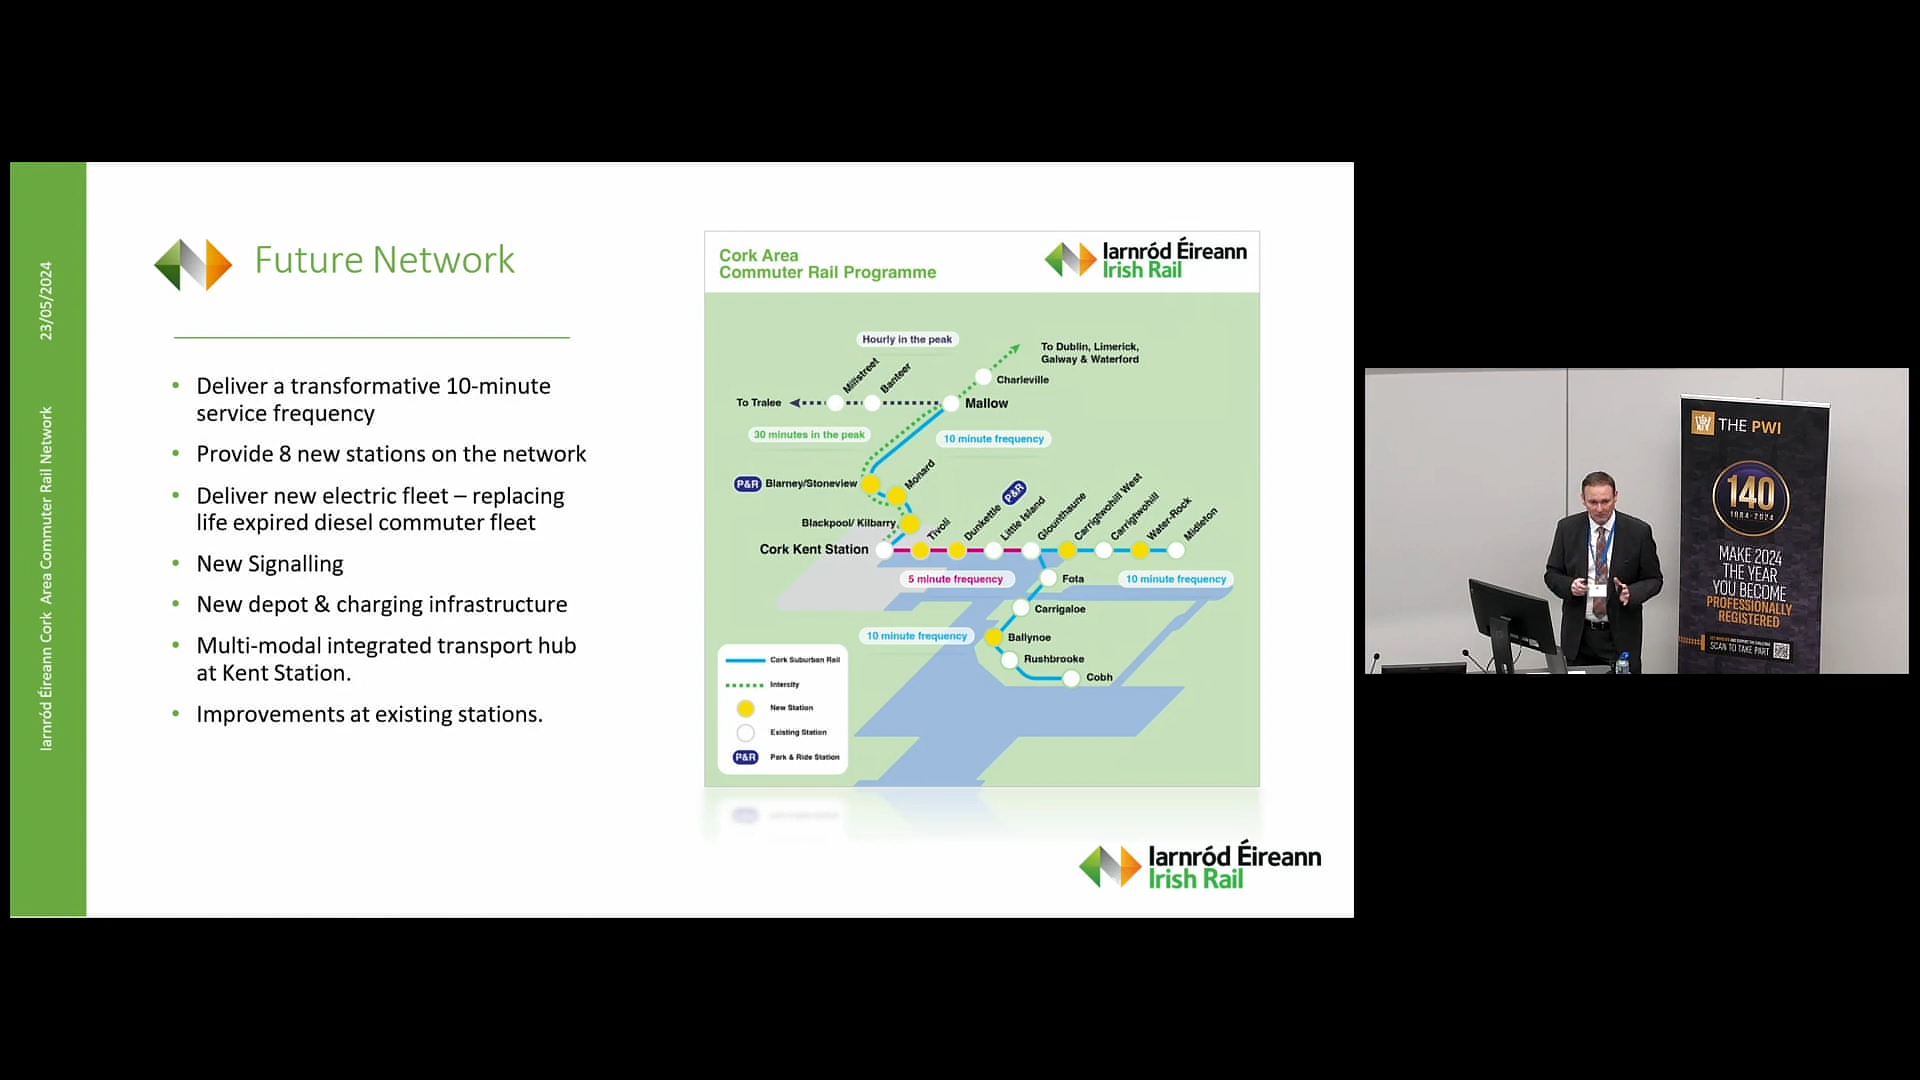 23/05/2024
Iarnród Éireann Cork Area Commuter Rail Network
Future Network
• Deliver a transformative 10-minute
service frequency
• Provide 8 new stations on the network
• Deliver new electric fleet – replacing
life expired diesel commuter fleet
• New Signalling
• New depot & charging infrastructure
• Multi-modal integrated transport hub
at Kent Station.
• Improvements at existing stations.
Cork Area
Commuter Rail Programme
Iarnród Éireann
Irish Rail
Hourly in the peak
To Dublin, Limerick,
Galway & Waterford
Millstreet
Banteer
Charleville
To Tralee
Mallow
30 minutes in the peak
10 minute frequency
P&R Blarney/Stoneview
Monard
Blackpool/ Kilbarry
Cork Kent Station
Tivoli
Dunkettle
P&R
Little Island
Glounthaune
Carrigtwohill West
Carrigtwohill
Water-Rock
Midleton
5 minute frequency
Fota
10 minute frequency
Carrigaloe
10 minute frequency
Ballynoe
Rushbrooke
Cobh
Cork Suburban Rail
Intercity
New Station
Existing Station
P&R Park & Ride Station
Iarnród Éireann
Irish Rail
THE PWI
140
1884-2024
MAKE 2024
THE YEAR
YOU BECOME
PROFESSIONALLY
REGISTERED
SCAN TO TAKE PART